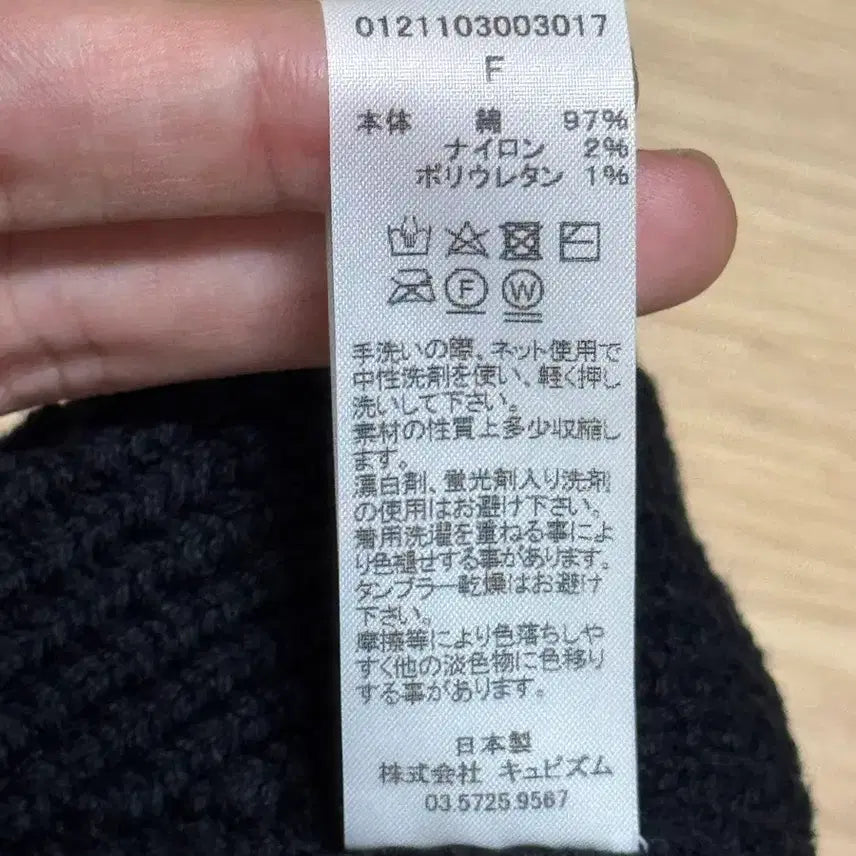 0121103003017
F
本体 綿 97%
ナイロン 2%
ポリウレタン 1%
F W
手洗いの際、ネット使用で
中性洗剤を使い、軽く押し
洗いして下さい。
素材の性質上多少収縮し
ます。
漂白剤、蛍光剤入り洗剤
の使用はお避け下さい。
着用洗濯を重ねる事によ
り色褪せする事があります。
タンブラー乾燥はお避け
下さい。
摩擦等により色落ちしや
すく他の淡色物に色移り
する事があります。
日本製
株式会社 キュビズム
03.5725.9567